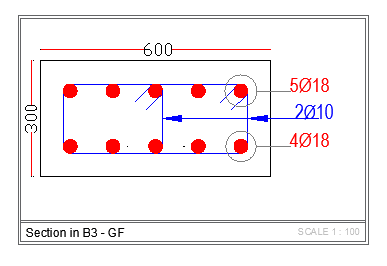 600
300
5Ø18
2Ø10
4Ø18
Section in B3 - GF
SCALE 1 : 100